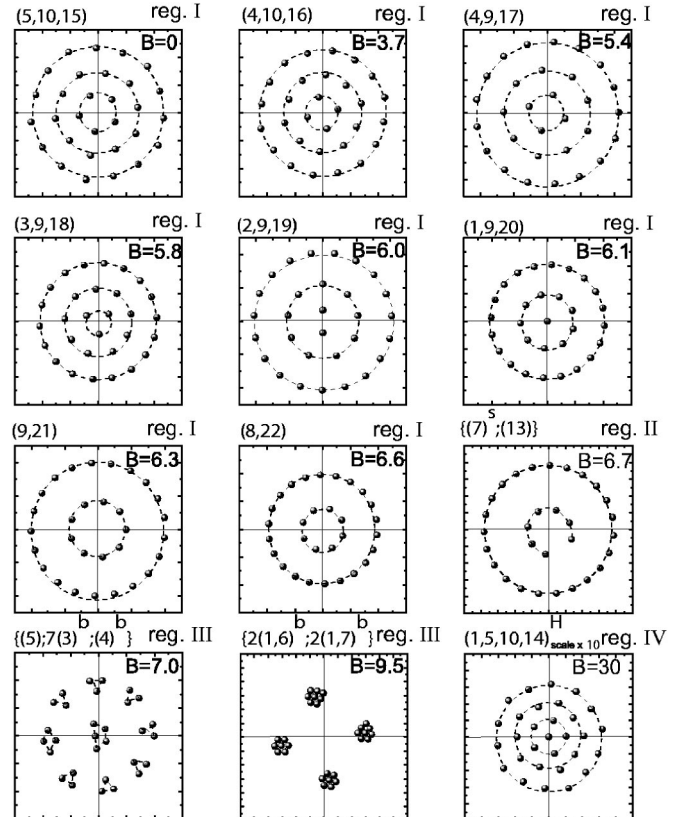 (5,10,15) reg. I
B=0
(4,10,16) reg. I
B=3.7
(4,9,17) reg. I
B=5.4
(3,9,18) reg. I
B=5.8
(2,9,19) reg. I
B=6.0
(1,9,20) reg. I
B=6.1
(9,21) reg. I
B=6.3
(8,22) reg. I
B=6.6
s
{(7) ;(13)} reg. II
B=6.7
b b
{(5);7(3) ;(4) } reg. III
B=7.0
b b
{2(1,6) ;2(1,7) } reg. III
B=9.5
H
(1,5,10,14) scale x 10 reg. IV
B=30